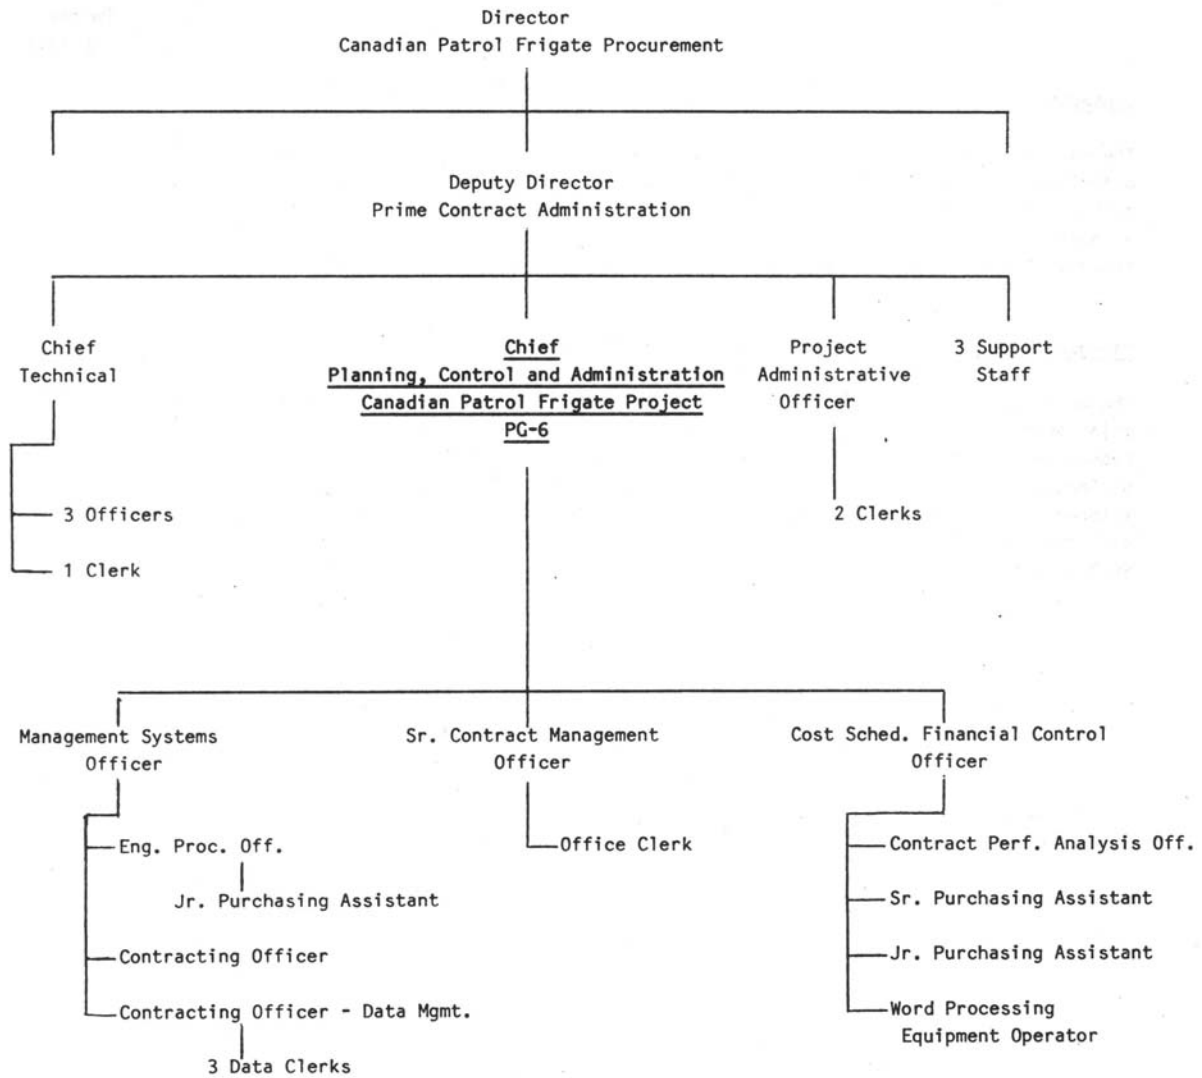 Director
Canadian Patrol Frigate Procurement
Deputy Director
Prime Contract Administration
Chief
Technical
3 Officers
1 Clerk
Chief
Planning, Control and Administration
Canadian Patrol Frigate Project
PG-6
Project
Administrative
Officer
2 Clerks
3 Support
Staff
Management Systems
Officer
Eng. Proc. Off.
Jr. Purchasing Assistant
Contracting Officer
Contracting Officer - Data Mgmt.
3 Data Clerks
Sr. Contract Management
Officer
Office Clerk
Cost Sched. Financial Control
Officer
Contract Perf. Analysis Off.
Sr. Purchasing Assistant
Jr. Purchasing Assistant
Word Processing
Equipment Operator